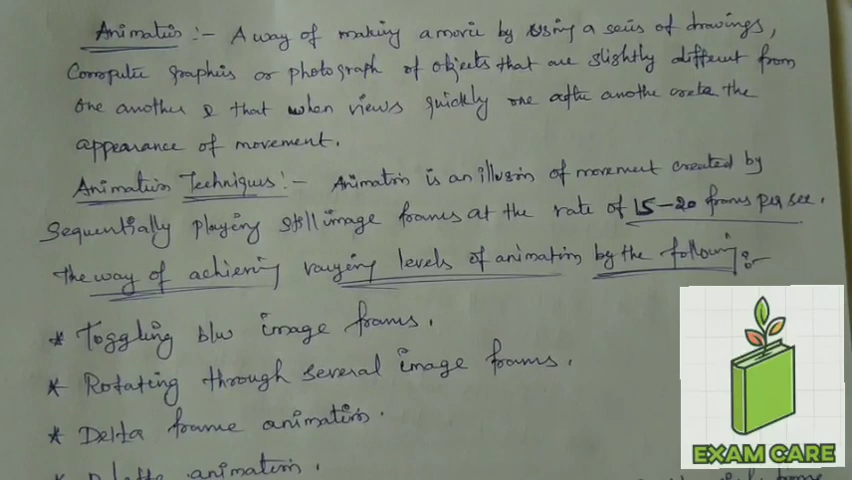 Animation :- A way of making a movie by using a series of drawings,
Computer graphics or photograph of objects that are slightly different from
one another & that when views quickly one after another create the
appearance of movement.
Animation Techniques :- Animation is an illusion of movement created by
Sequentially playing still image frames at the rate of 15-20 frames per sec.
The way of achieving varying levels of animation by the following :-
* Toggling b/w image frames.
* Rotating through several image frames.
* Delta frame animation.
* Palette animation.
EXAM CARE